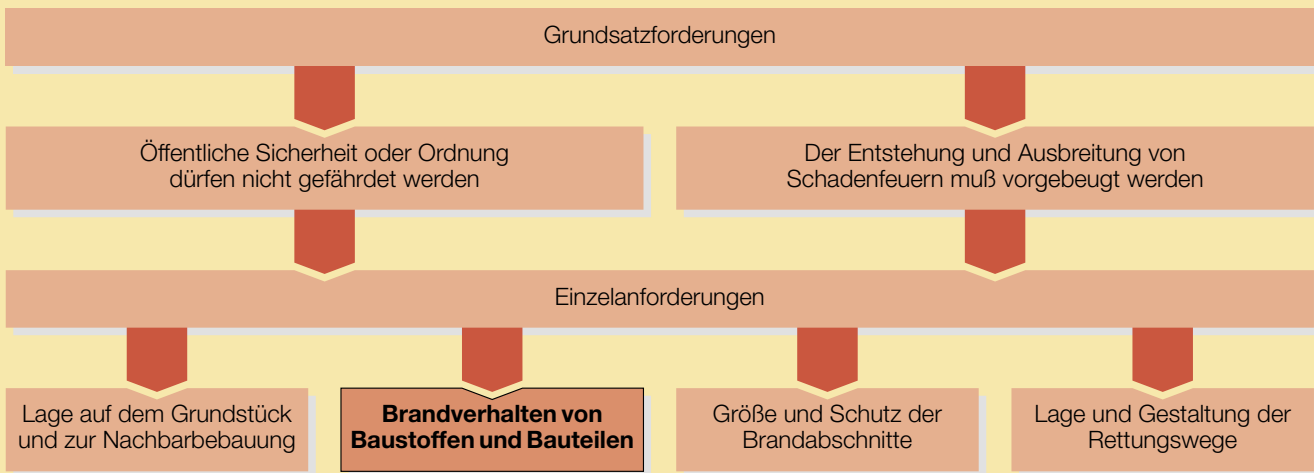 Grundsatzforderungen
Öffentliche Sicherheit oder Ordnung
dürfen nicht gefährdet werden
Der Entstehung und Ausbreitung von
Schadenfeuern muß vorgebeugt werden
Einzelanforderungen
Lage auf dem Grundstück
und zur Nachbarbebauung
Brandverhalten von
Baustoffen und Bauteilen
Größe und Schutz der
Brandabschnitte
Lage und Gestaltung der
Rettungswege